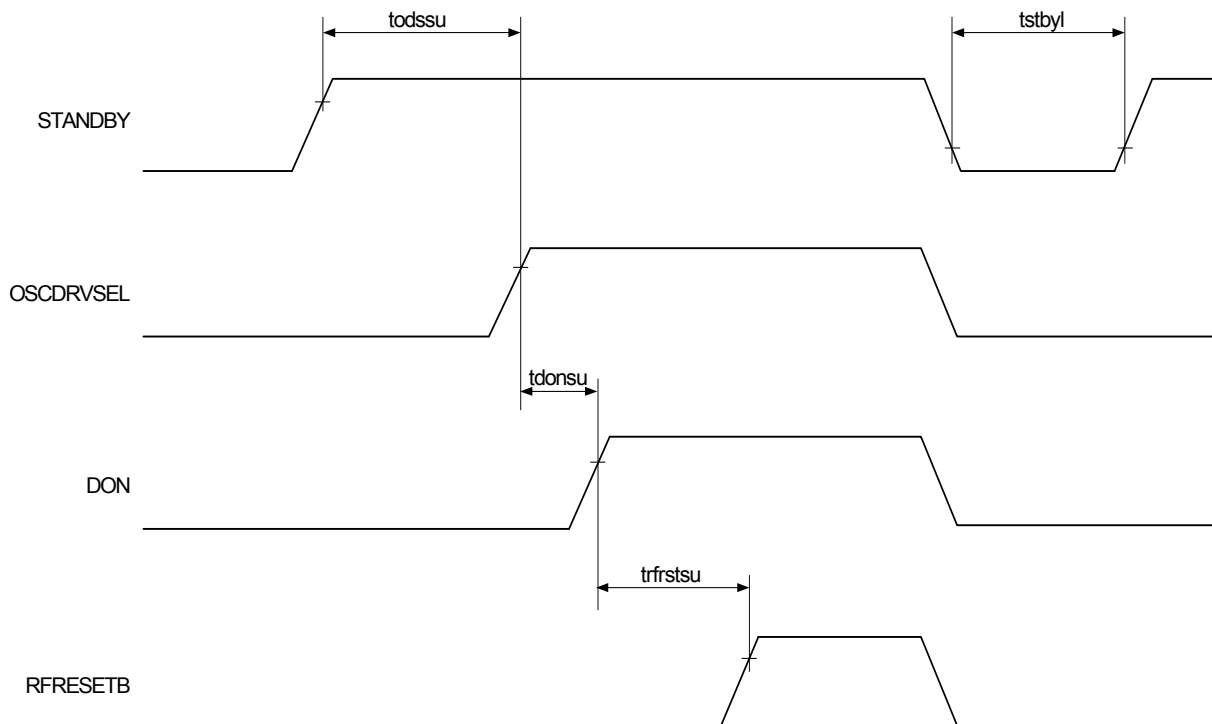 todssu
tstbyl
STANDBY
OSCDRVSEL
tdonsu
DON
trfrstsu
RFRESETB